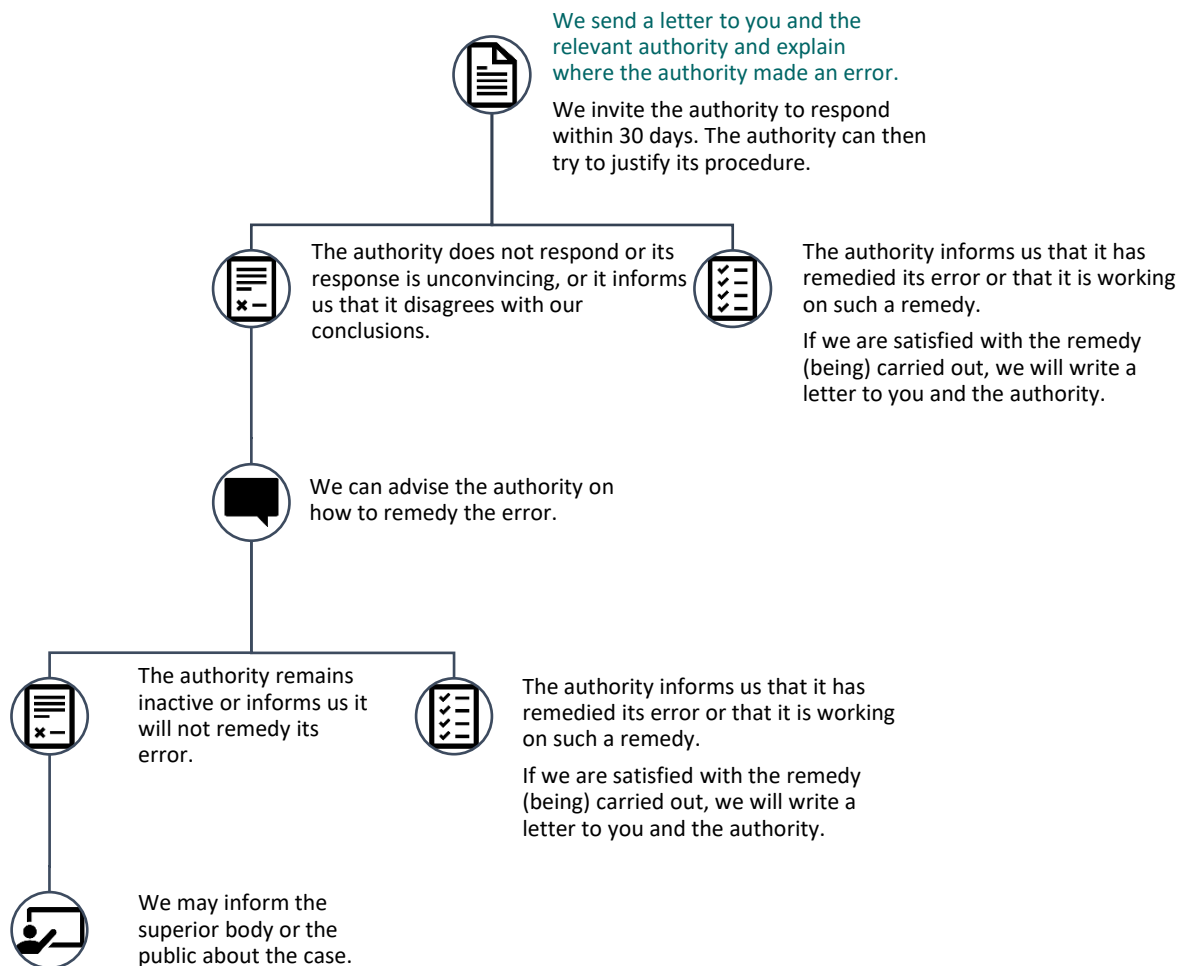 We send a letter to you and the
relevant authority and explain
where the authority made an error.
We invite the authority to respond
within 30 days. The authority can then
try to justify its procedure.
The authority does not respond or its
response is unconvincing, or it informs
us that it disagrees with our
conclusions.
The authority informs us that it has
remedied its error or that it is working
on such a remedy.
If we are satisfied with the remedy
(being) carried out, we will write a
letter to you and the authority.
We can advise the authority on
how to remedy the error.
The authority remains
inactive or informs us it
will not remedy its
error.
The authority informs us that it has
remedied its error or that it is working
on such a remedy.
If we are satisfied with the remedy
(being) carried out, we will write a
letter to you and the authority.
We may inform the
superior body or the
public about the case.